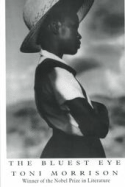 THE BLUEST EYE
TONI MORRISON
Winner of the Nobel Prize in Literature